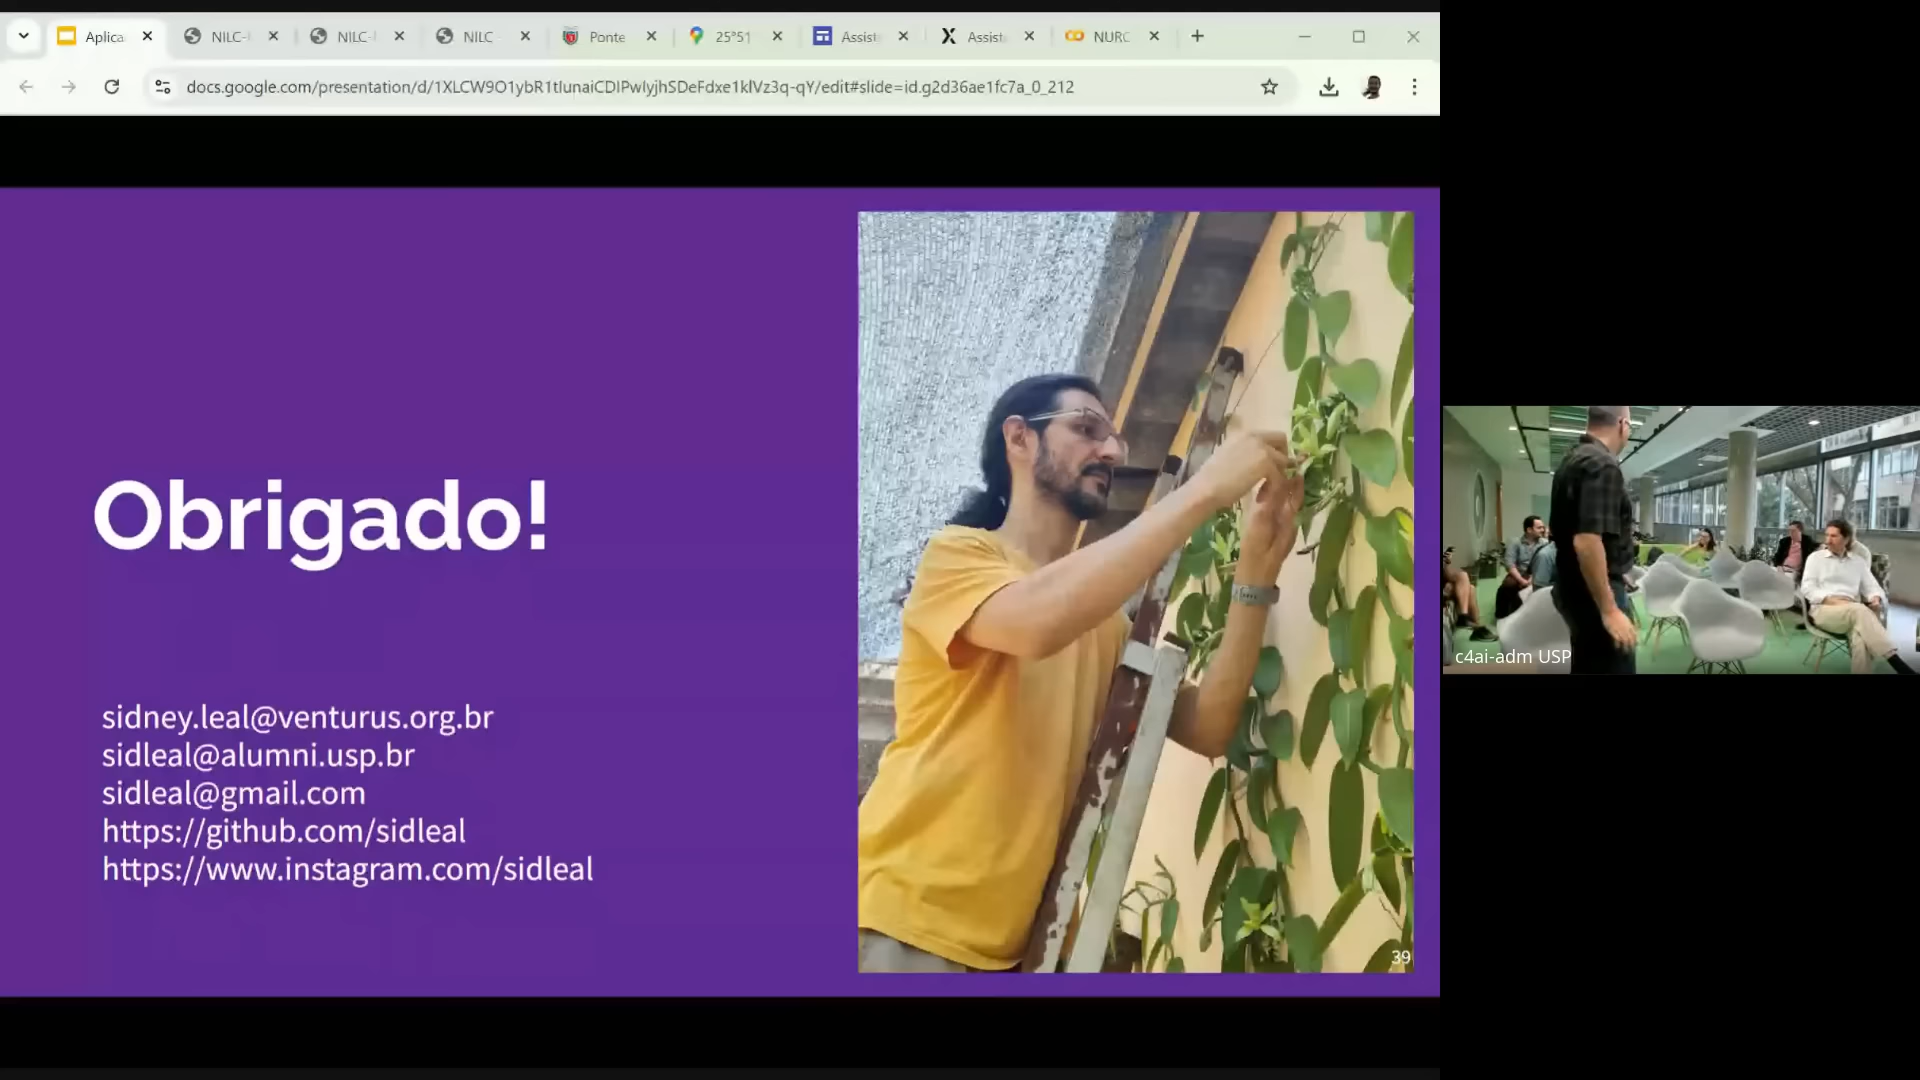 Aplica
NILC-
NILC-
NILC
Ponte
25°51
Assist
Assist
NURC
docs.google.com/presentation/d/1XLCW9O1ybR1tIunaiCDIPwIyjhSDeFdxe1klVz3q-qY/edit#slide=id.g2d36ae1fc7a_0_212
Obrigado!
sidney.leal@venturus.org.br
sidleal@alumni.usp.br
sidleal@gmail.com
https://github.com/sidleal
https://www.instagram.com/sidleal
39
c4ai-adm USP